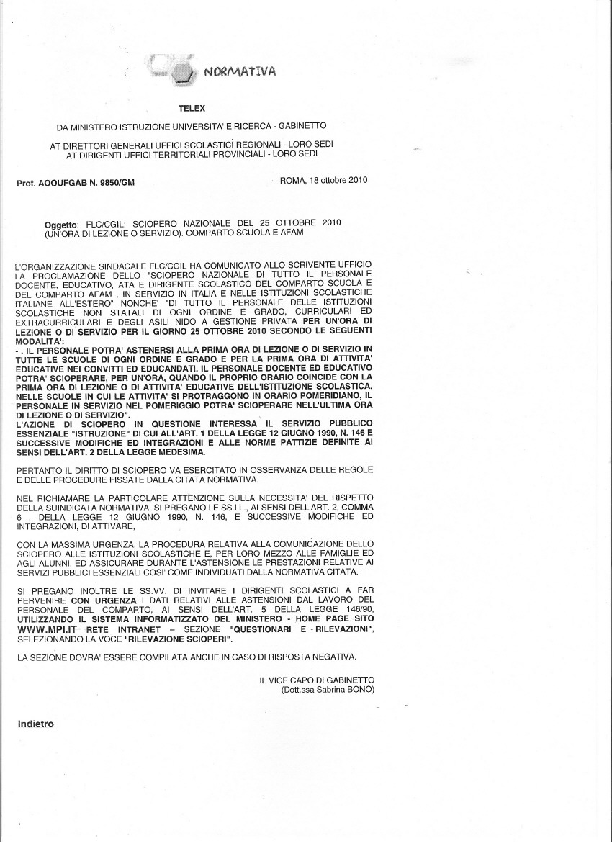 NORMATIVA
TELEX
DA MINISTERO ISTRUZIONE UNIVERSITA' E RICERCA - GABINETTO
AT DIRETTORI GENERALI UFFICI SCOLASTICI REGIONALI - LORO SEDI
AT DIRIGENTI UFFICI TERRITORIALI PROVINCIALI - LORO SEDI
Prot. AOOUFGAB N. 9850/GM
ROMA, 18 ottobre 2010
Oggetto: FLC/CGIL: SCIOPERO NAZIONALE DEL 25 OTTOBRE 2010
(UN'ORA DI LEZIONE O SERVIZIO). COMPARTO SCUOLA E AFAM.
L'ORGANIZZAZIONE SINDACALE FLC/CGIL HA COMUNICATO ALLO SCRIVENTE UFFICIO
LA PROCLAMAZIONE DELLO "SCIOPERO NAZIONALE DI TUTTO IL PERSONALE
DOCENTE, EDUCATIVO, ATA E DIRIGENTE SCOLASTICO DEL COMPARTO SCUOLA E
DEL COMPARTO AFAM , IN SERVIZIO IN ITALIA E NELLE ISTITUZIONI SCOLASTICHE
ITALIANE ALL'ESTERO" NONCHE' "DI TUTTO IL PERSONALE DELLE ISTITUZIONI
SCOLASTICHE NON STATALI DI OGNI ORDINE E GRADO, CURRICULARI ED
EXTRACURRICULARI E DEGLI ASILI NIDO A GESTIONE PRIVATA PER UN'ORA DI
LEZIONE O DI SERVIZIO PER IL GIORNO 25 OTTOBRE 2010 SECONDO LE SEGUENTI
MODALITA':
- . IL PERSONALE POTRA' ASTENERSI ALLA PRIMA ORA DI LEZIONE O DI SERVIZIO IN
TUTTE LE SCUOLE DI OGNI ORDINE E GRADO E PER LA PRIMA ORA DI ATTIVITA'
EDUCATIVE NEI CONVITTI ED EDUCANDATI. IL PERSONALE DOCENTE ED EDUCATIVO
POTRA' SCIOPERARE, PER UN'ORA, QUANDO IL PROPRIO ORARIO COINCIDE CON LA
PRIMA ORA DI LEZIONE O DI ATTIVITA' EDUCATIVE DELL'ISTITUZIONE SCOLASTICA.
NELLE SCUOLE IN CUI LE ATTIVITA' SI PROTRAGGONO IN ORARIO POMERIDIANO, IL
PERSONALE IN SERVIZIO NEL POMERIGGIO POTRA' SCIOPERARE NELL'ULTIMA ORA
DI LEZIONE O DI SERVIZIO".
L'AZIONE DI SCIOPERO IN QUESTIONE INTERESSA IL SERVIZIO PUBBLICO
ESSENZIALE "ISTRUZIONE" DI CUI ALL'ART. 1 DELLA LEGGE 12 GIUGNO 1990, N. 146 E
SUCCESSIVE MODIFICHE ED INTEGRAZIONI E ALLE NORME PATTIZIE DEFINITE AI
SENSI DELL'ART. 2 DELLA LEGGE MEDESIMA.
PERTANTO IL DIRITTO DI SCIOPERO VA ESERCITATO IN OSSERVANZA DELLE REGOLE
E DELLE PROCEDURE FISSATE DALLA CITATA NORMATIVA.
NEL RICHIAMARE LA PARTICOLARE ATTENZIONE SULLA NECESSITA' DEL RISPETTO
DELLA SUINDICATA NORMATIVA, SI PREGANO LE SS.LL., AI SENSI DELL'ART. 2, COMMA
6 DELLA LEGGE 12 GIUGNO 1990, N. 146, E SUCCESSIVE MODIFICHE ED
INTEGRAZIONI, DI ATTIVARE,
CON LA MASSIMA URGENZA, LA PROCEDURA RELATIVA ALLA COMUNICAZIONE DELLO
SCIOPERO ALLE ISTITUZIONI SCOLASTICHE E, PER LORO MEZZO ALLE FAMIGLIE ED
AGLI ALUNNI, ED ASSICURARE DURANTE L'ASTENSIONE LE PRESTAZIONI RELATIVE AI
SERVIZI PUBBLICI ESSENZIALI COSI' COME INDIVIDUATI DALLA NORMATIVA CITATA.
SI PREGANO INOLTRE LE SS.VV. DI INVITARE I DIRIGENTI SCOLASTICI A FAR
PERVENIRE CON URGENZA I DATI RELATIVI ALLE ASTENSIONI DAL LAVORO DEL
PERSONALE DEL COMPARTO, AI SENSI DELL'ART. 5 DELLA LEGGE 146/90,
UTILIZZANDO IL SISTEMA INFORMATIZZATO DEL MINISTERO - HOME PAGE SITO
WWW.MPI.IT RETE INTRANET – SEZIONE "QUESTIONARI E RILEVAZIONI",
SELEZIONANDO LA VOCE "RILEVAZIONE SCIOPERI".
LA SEZIONE DOVRA' ESSERE COMPILATA ANCHE IN CASO DI RISPOSTA NEGATIVA.
IL VICE CAPO DI GABINETTO
(Dott.ssa Sabrina BONO)
Indietro